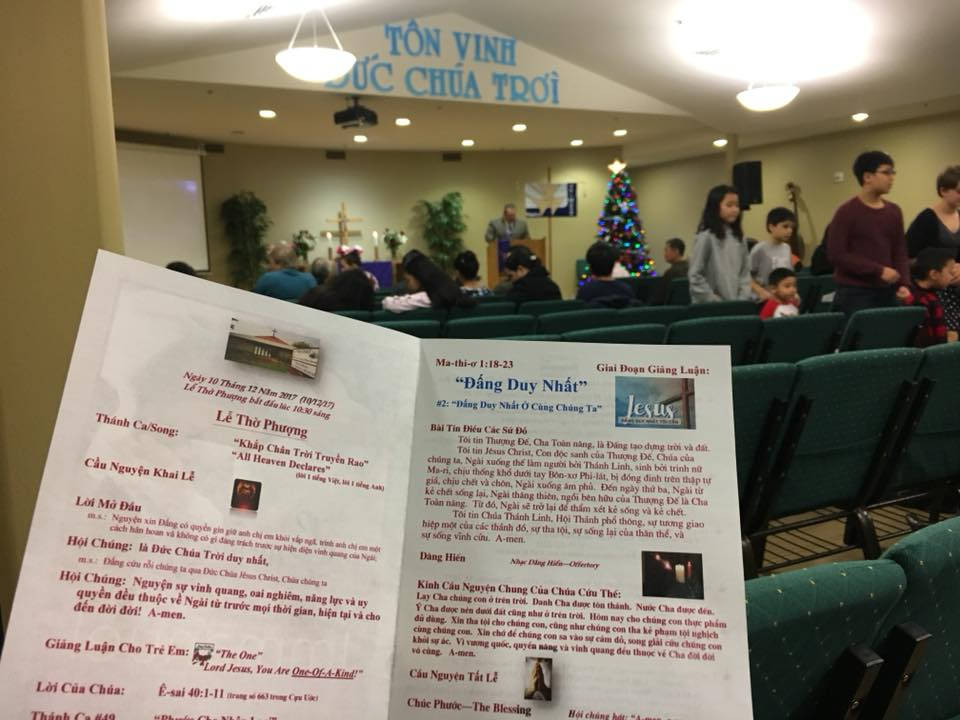 TÔN VINH
ĐỨC CHÚA TRỜI
Ngày 10 Tháng 12 Năm 2017 (10/12/17)
Lễ Thờ Phượng bắt đầu lúc 10:30 sáng
Lễ Thờ Phượng
Thánh Ca/Song:
“Khắp Chân Trời Truyền Rao”
“All Heaven Declares”
(lời 1 tiếng Việt, lời 1 tiếng Anh)
Cầu Nguyện Khai Lễ
Lời Mở Đầu
m.s.: Nguyện xin Đấng có quyền gìn giữ anh chị em khỏi vấp ngã, trình anh chị em một
cách hân hoan và không có gì đáng trách trước sự hiện diện vinh quang của Ngài;
Hội Chúng: là Đức Chúa Trời duy nhất,
m.s.: Đấng cứu rỗi chúng ta qua Đức Chúa Jêsus Christ, Chúa chúng ta
Hội Chúng: Nguyện sự vinh quang, oai nghiêm, năng lực và uy
quyền đều thuộc về Ngài từ trước mọi thời gian, hiện tại và cho
đến đời đời! A-men.
Giảng Luận Cho Trẻ Em: “The One”
“Lord Jesus, You Are One-Of-A-Kind!”
Lời Của Chúa: Ê-sai 40:1-11 (trang số 663 trong Cựu Ước)
Thánh Ca #49
Ma-thi-ơ 1:18-23 Giai Đoạn Giảng Luận:
“Đấng Duy Nhất”
#2: “Đấng Duy Nhất Ở Cùng Chúng Ta”
Jesus
ĐẤNG DUY NHẤT TÔI CẦN
Bài Tín Điều Các Sứ Đồ
Tôi tin Thượng Đế, Cha Toàn năng, là Đấng tạo dựng trời và đất.
Tôi tin Jêsus Christ, Con độc sanh của Thượng Đế, Chúa của
chúng ta, Ngài xuống thế làm người bởi Thánh Linh, sinh bởi trinh nữ
Ma-ri, chịu thống khổ dưới tay Bôn-xơ Phi-lát, bị đóng đinh trên thập tự
giá, chịu chết và chôn, Ngài xuống âm phủ. Đến ngày thứ ba, Ngài từ
kẻ chết sống lại, Ngài thăng thiên, ngồi bên hữu của Thượng Đế là Cha
Toàn năng. Từ đó, Ngài sẽ trở lại để thẩm xét kẻ sống và kẻ chết.
Tôi tin Chúa Thánh Linh, Hội Thánh phổ thông, sự tương giao
hiệp một của các thánh đồ, sự tha tội, sự sống lại của thân thể, và
sự sống vĩnh cửu. A-men.
Dâng Hiến Nhạc Dâng Hiến—Offertory
Kính Cầu Nguyện Chung Của Chúa Cứu Thế:
Lạy Cha chúng con ở trên trời. Danh Cha được tôn thánh. Nước Cha được đến.
Ý Cha được nên dưới đất cũng như ở trên trời. Hôm nay cho chúng con thực phẩm
đủ dùng. Xin tha tội cho chúng con, cũng như chúng con tha kẻ phạm tội nghịch
cùng chúng con. Xin chớ để chúng con sa vào sự cám dỗ, song giải cứu chúng con
khỏi sự ác. Vì vương quốc, quyền năng và vinh quang đều thuộc về Cha đời đời
vô cùng. A-men.
Cầu Nguyện Tất Lễ
Chúc Phước—The Blessing
Hội chúng hát: “A-men,